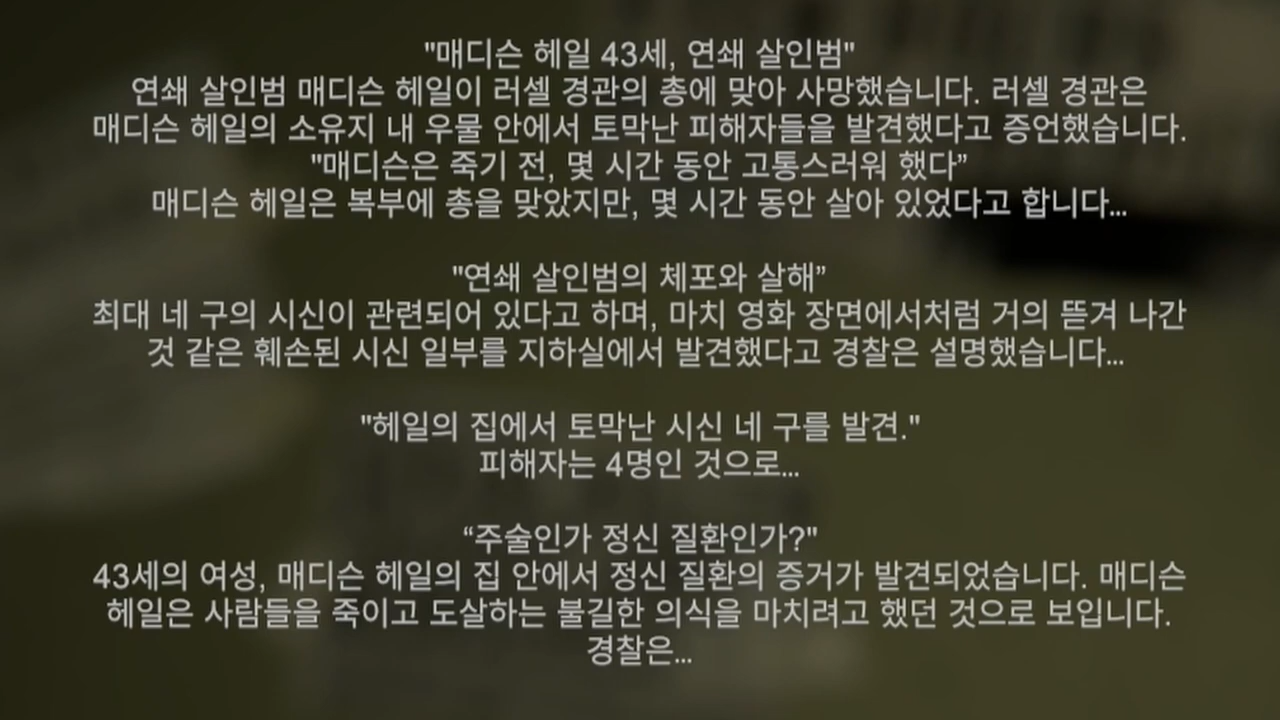 "매디슨 헤일 43세, 연쇄 살인범"
연쇄 살인범 매디슨 헤일이 러셀 경관의 총에 맞아 사망했습니다. 러셀 경관은
매디슨 헤일의 소유지 내 우물 안에서 토막난 피해자들을 발견했다고 증언했습니다.
"매디슨은 죽기 전, 몇 시간 동안 고통스러워 했다”
매디슨 헤일은 복부에 총을 맞았지만, 몇 시간 동안 살아 있었다고 합니다...
"연쇄 살인범의 체포와 살해”
최대 네 구의 시신이 관련되어 있다고 하며, 마치 영화 장면에서처럼 거의 뜯겨 나간
것 같은 훼손된 시신 일부를 지하실에서 발견했다고 경찰은 설명했습니다...
"헤일의 집에서 토막난 시신 네 구를 발견."
피해자는 4명인 것으로...
“주술인가 정신 질환인가?"
43세의 여성, 매디슨 헤일의 집 안에서 정신 질환의 증거가 발견되었습니다. 매디슨
헤일은 사람들을 죽이고 도살하는 불길한 의식을 마치려고 했던 것으로 보입니다.
경찰은...